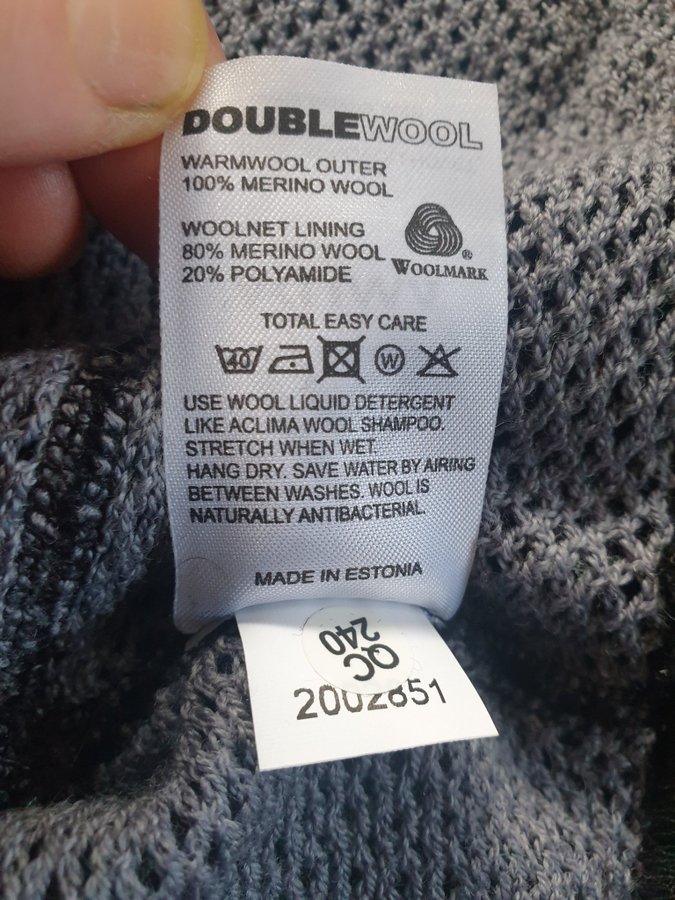 DOUBLEWOOL
WARMWOOL OUTER
100% MERINO WOOL
WOOLNET LINING
80% MERINO WOOL
20% POLYAMIDE
®
WOOLMARK
TOTAL EASY CARE
40 W
USE WOOL LIQUID DETERGENT
LIKE ACLIMA WOOL SHAMPOO.
STRETCH WHEN WET.
HANG DRY. SAVE WATER BY AIRING
BETWEEN WASHES. WOOL IS
NATURALLY ANTIBACTERIAL.
MADE IN ESTONIA
QC
240
2002851